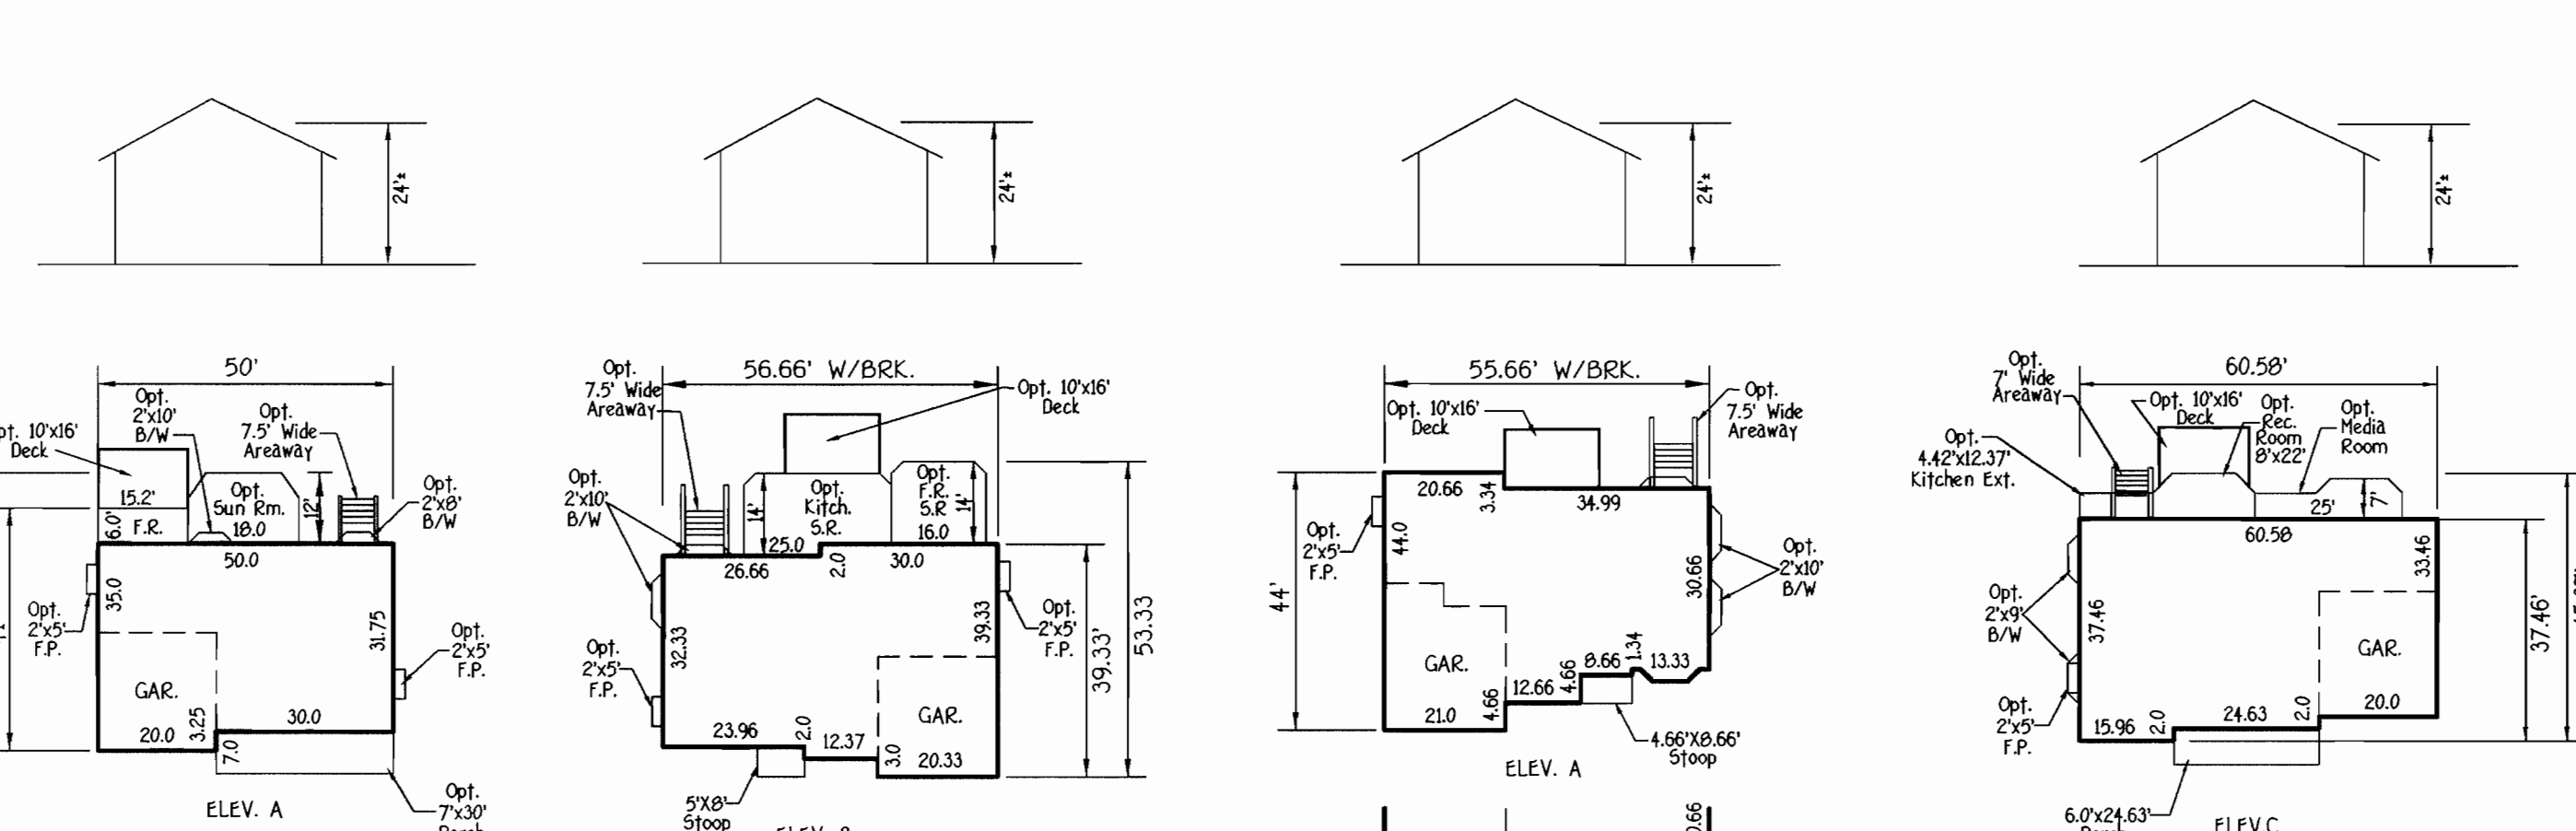 24'±
24'±
24'±
24'±
50'
Opt.
2'x10'
B/W
Opt.
7.5' Wide
Areaway
10'x16'
Deck
15.2'
6.0'
F.R.
Opt.
Sun Rm.
18.0
12'
Opt.
2'x8'
B/W
50.0
35.0
31.75
Opt.
2'x5'
F.P.
Opt.
2'x5'
F.P.
GAR.
20.0
3.25
30.0
7.0
ELEV. A
Opt.
7'x30'
56.66' W/BRK.
Opt.
7.5' Wide
Areaway
Opt. 10'x16'
Deck
Opt.
2'x10'
B/W
14'
Opt.
Kitch.
S.R.
25.0
Opt.
F.R.
S.R
14'
16.0
26.66
2.0
30.0
32.33
39.33
Opt.
2'x5'
F.P.
Opt.
2'x5'
F.P.
39.33'
53.33
23.96
2.0
12.37
3.0
GAR.
20.33
5'X8'
Stoop
55.66' W/BRK.
Opt. 10'x16'
Deck
Opt.
7.5' Wide
Areaway
20.66
3.34
34.99
44'
44.0
Opt.
2'x5'
F.P.
30.66
Opt.
2'x10'
B/W
GAR.
21.0
4.66
12.66
4.66
8.66
1.34
13.33
4.66'X8.66'
Stoop
ELEV. A
60.58'
Opt.
7' Wide
Areaway
Opt. 10'x16'
Deck
Opt.
Rec.
Room
8'x22'
Opt.
Media
Room
Opt.
4.42'x12.37'
Kitchen Ext.
25'
7'
60.58
33.46
37.46
37.46'
Opt.
2'x9'
B/W
Opt.
2'x5'
F.P.
GAR.
15.96
2.0
24.63
2.0
20.0
6.0'x24.63'
ELEV.C